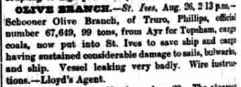 OLIVE BRANCH.—St. Ives, Aug. 26, 2 13 p.m.—
Schooner Olive Branch, of Truro, Phillips, official
number 67,649, 99 tons, from Ayr for Topsham, cargo
coals, now put into St. Ives to save ship and cargo
having sustained considerable damage to sails, bulwarks,
and ship. Vessel leaking very badly. Wire instruc-
tions.—Lloyd's Agent.